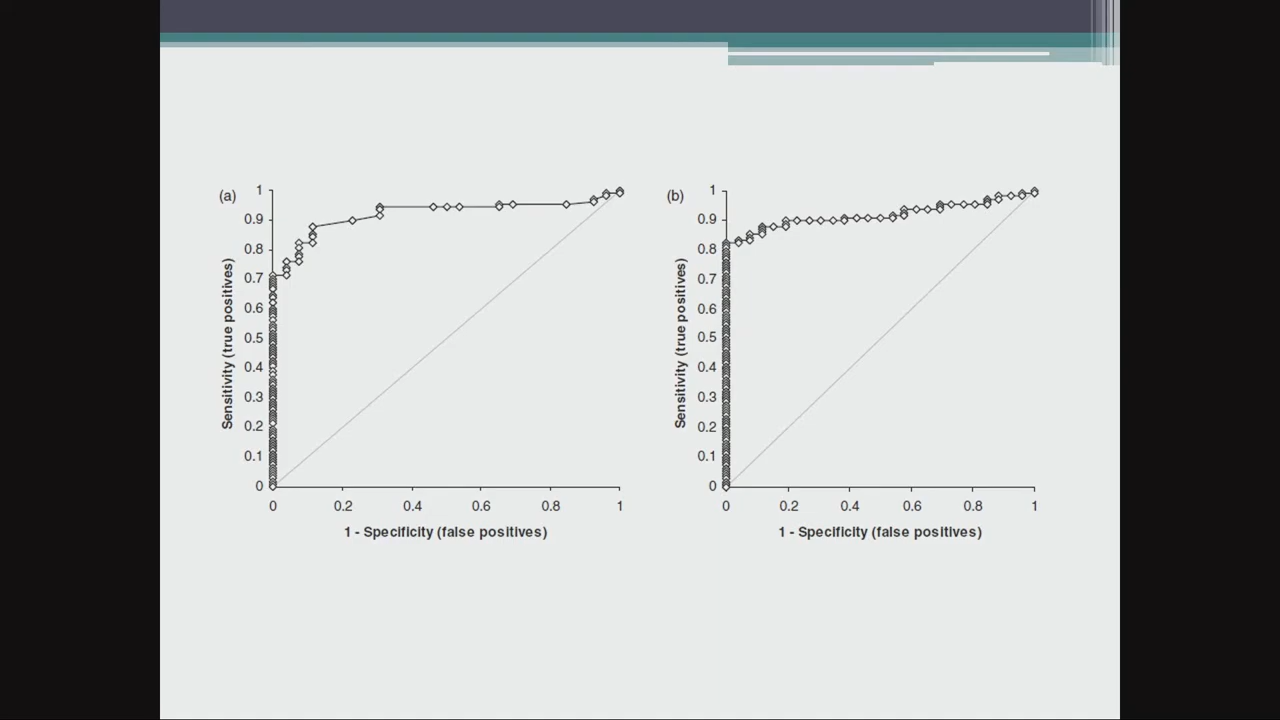 (a)
1
0.9
0.8
0.7
0.6
0.5
0.4
0.3
0.2
0.1
0
Sensitivity (true positives)
0 0.2 0.4 0.6 0.8 1
1 - Specificity (false positives)
(b)
1
0.9
0.8
0.7
0.6
0.5
0.4
0.3
0.2
0.1
0
Sensitivity (true positives)
0 0.2 0.4 0.6 0.8 1
1 - Specificity (false positives)